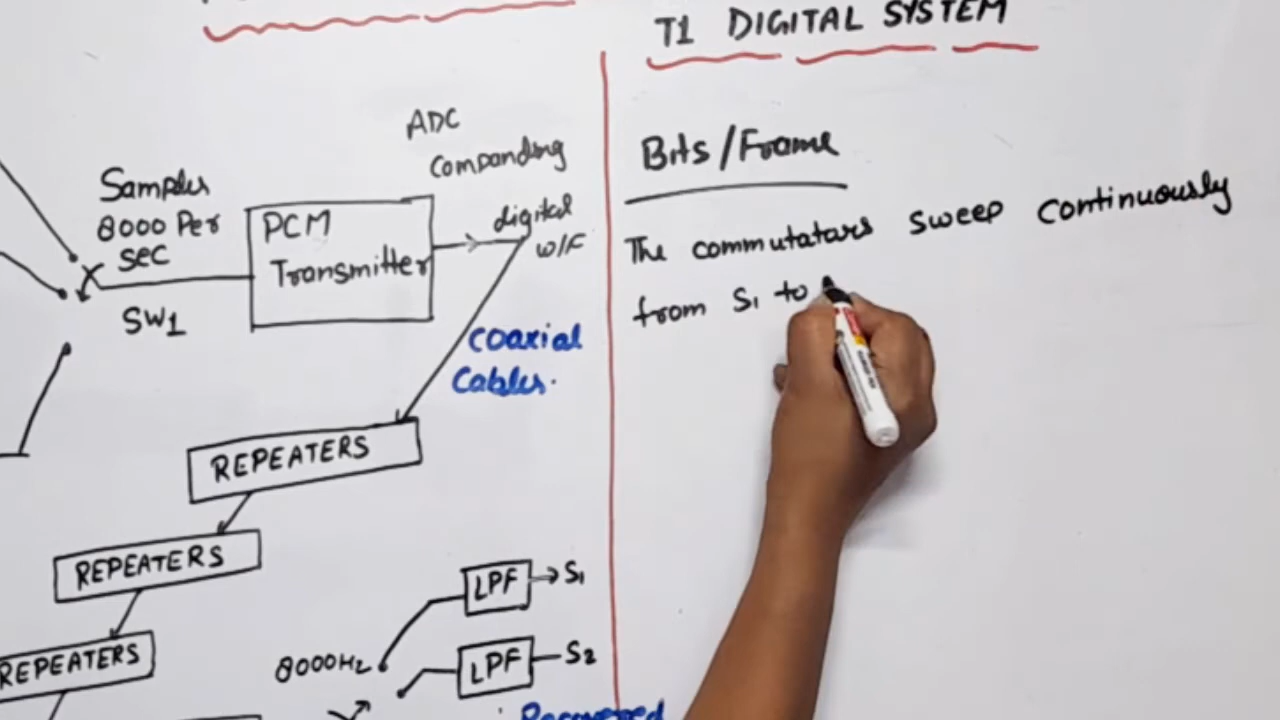 T1 DIGITAL SYSTEM
ADC
Companding
Samples
8000 Per
sec
SW1
PCM
Transmitter
digital
W/F
Coaxial
Cables.
REPEATERS
REPEATERS
REPEATERS
8000Hz
LPF
S1
LPF
S2
Recovered
Bits/Frame
The commutators sweep continuously
from S1 to